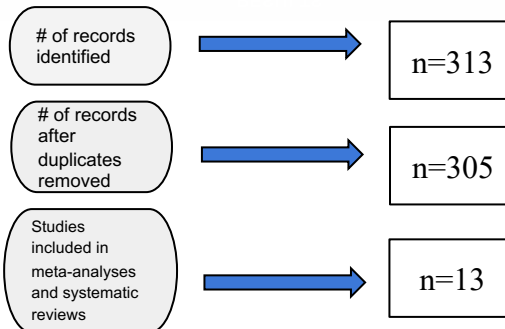 # of records
identified
n=313
# of records
after
duplicates
removed
n=305
Studies
included in
meta-analyses
and systematic
reviews
n=13